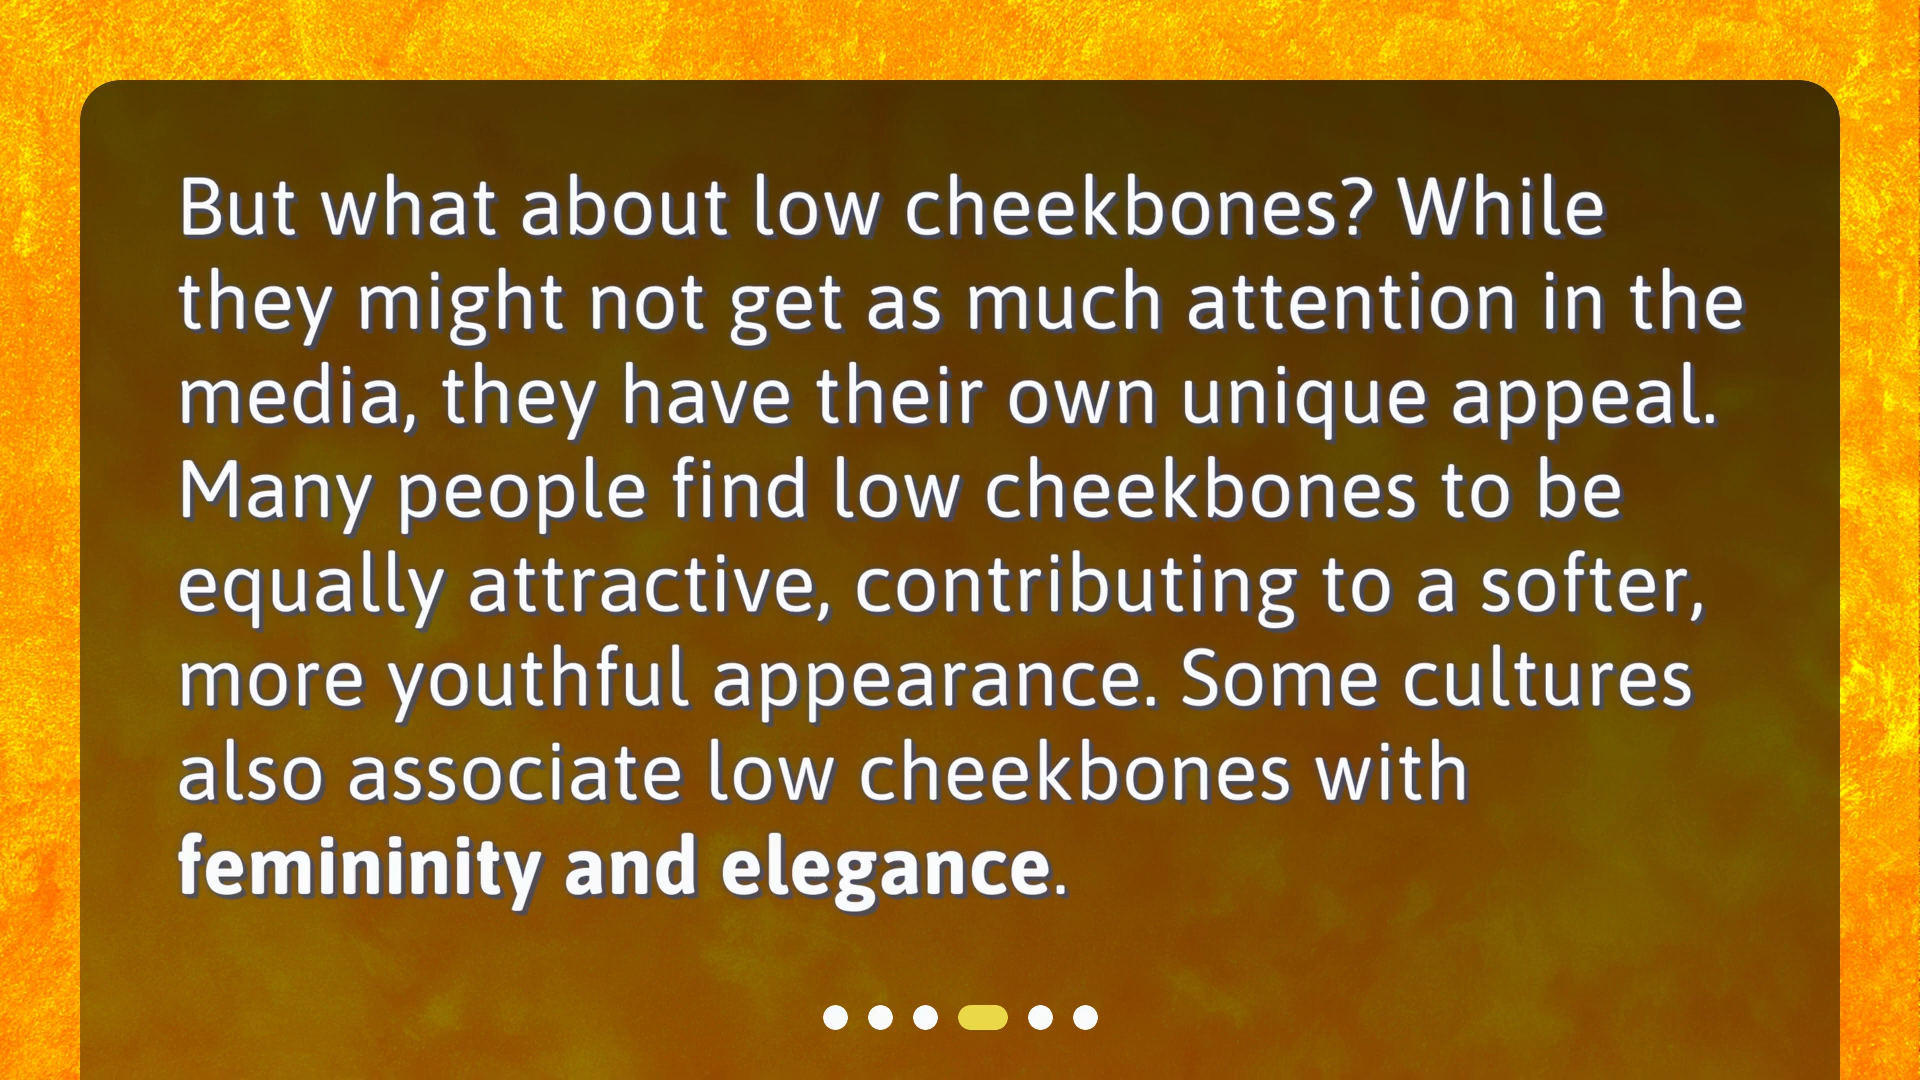 But what about low cheekbones? While
they might not get as much attention in the
media, they have their own unique appeal.
Many people find low cheekbones to be
equally attractive, contributing to a softer,
more youthful appearance. Some cultures
also associate low cheekbones with
femininity and elegance.